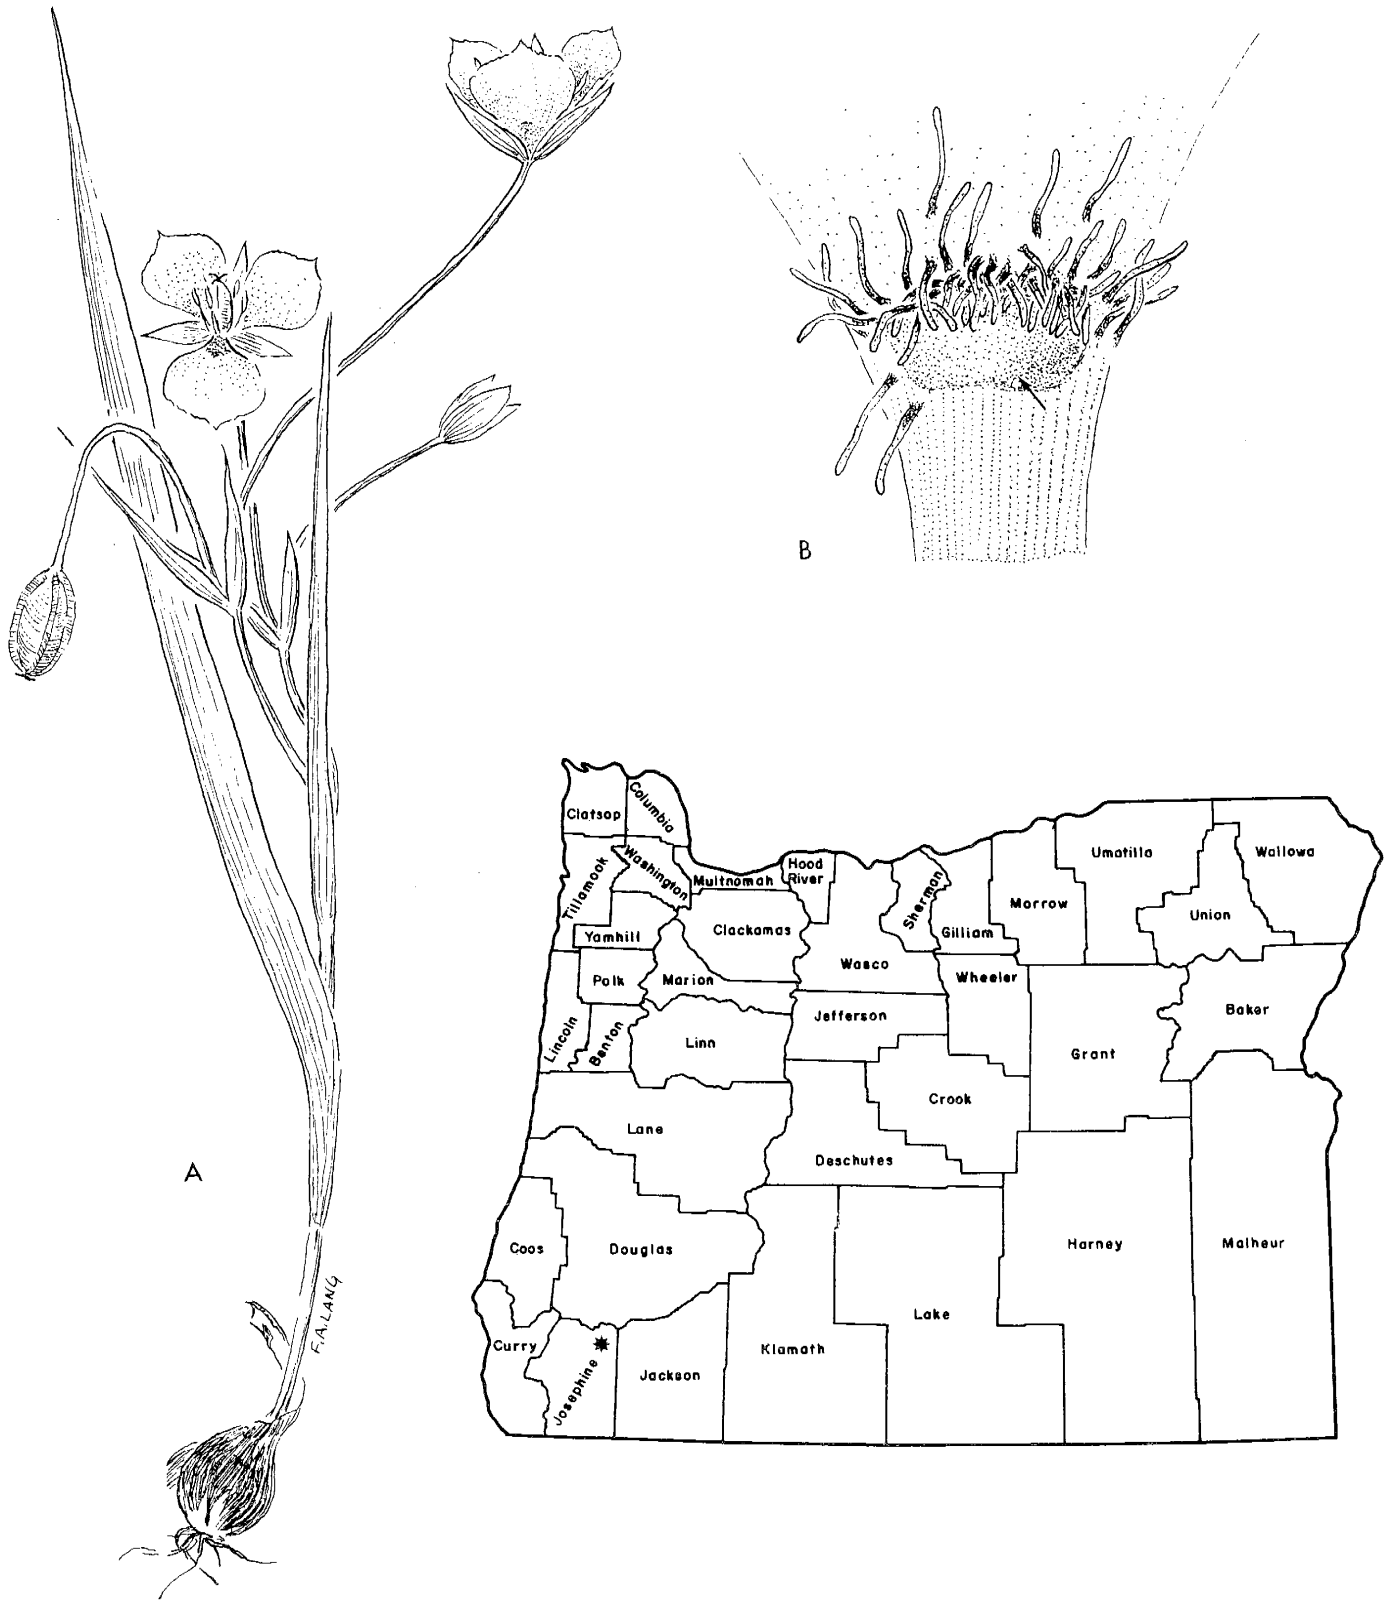 B
Clatsop
Columbia
Tillamook
Washington
Multnomah
Hood
River
Sherman
Gilliam
Morrow
Umatilla
Wallowa
Union
Yamhill
Clackamas
Wasco
Wheeler
Polk
Marion
Jefferson
Baker
Lincoln
Benton
Linn
Grant
Crook
Lane
Deschutes
A
Coos
Douglas
Harney
Malheur
F.A. LANG
Lake
Curry
Josephine
Jackson
Klamath